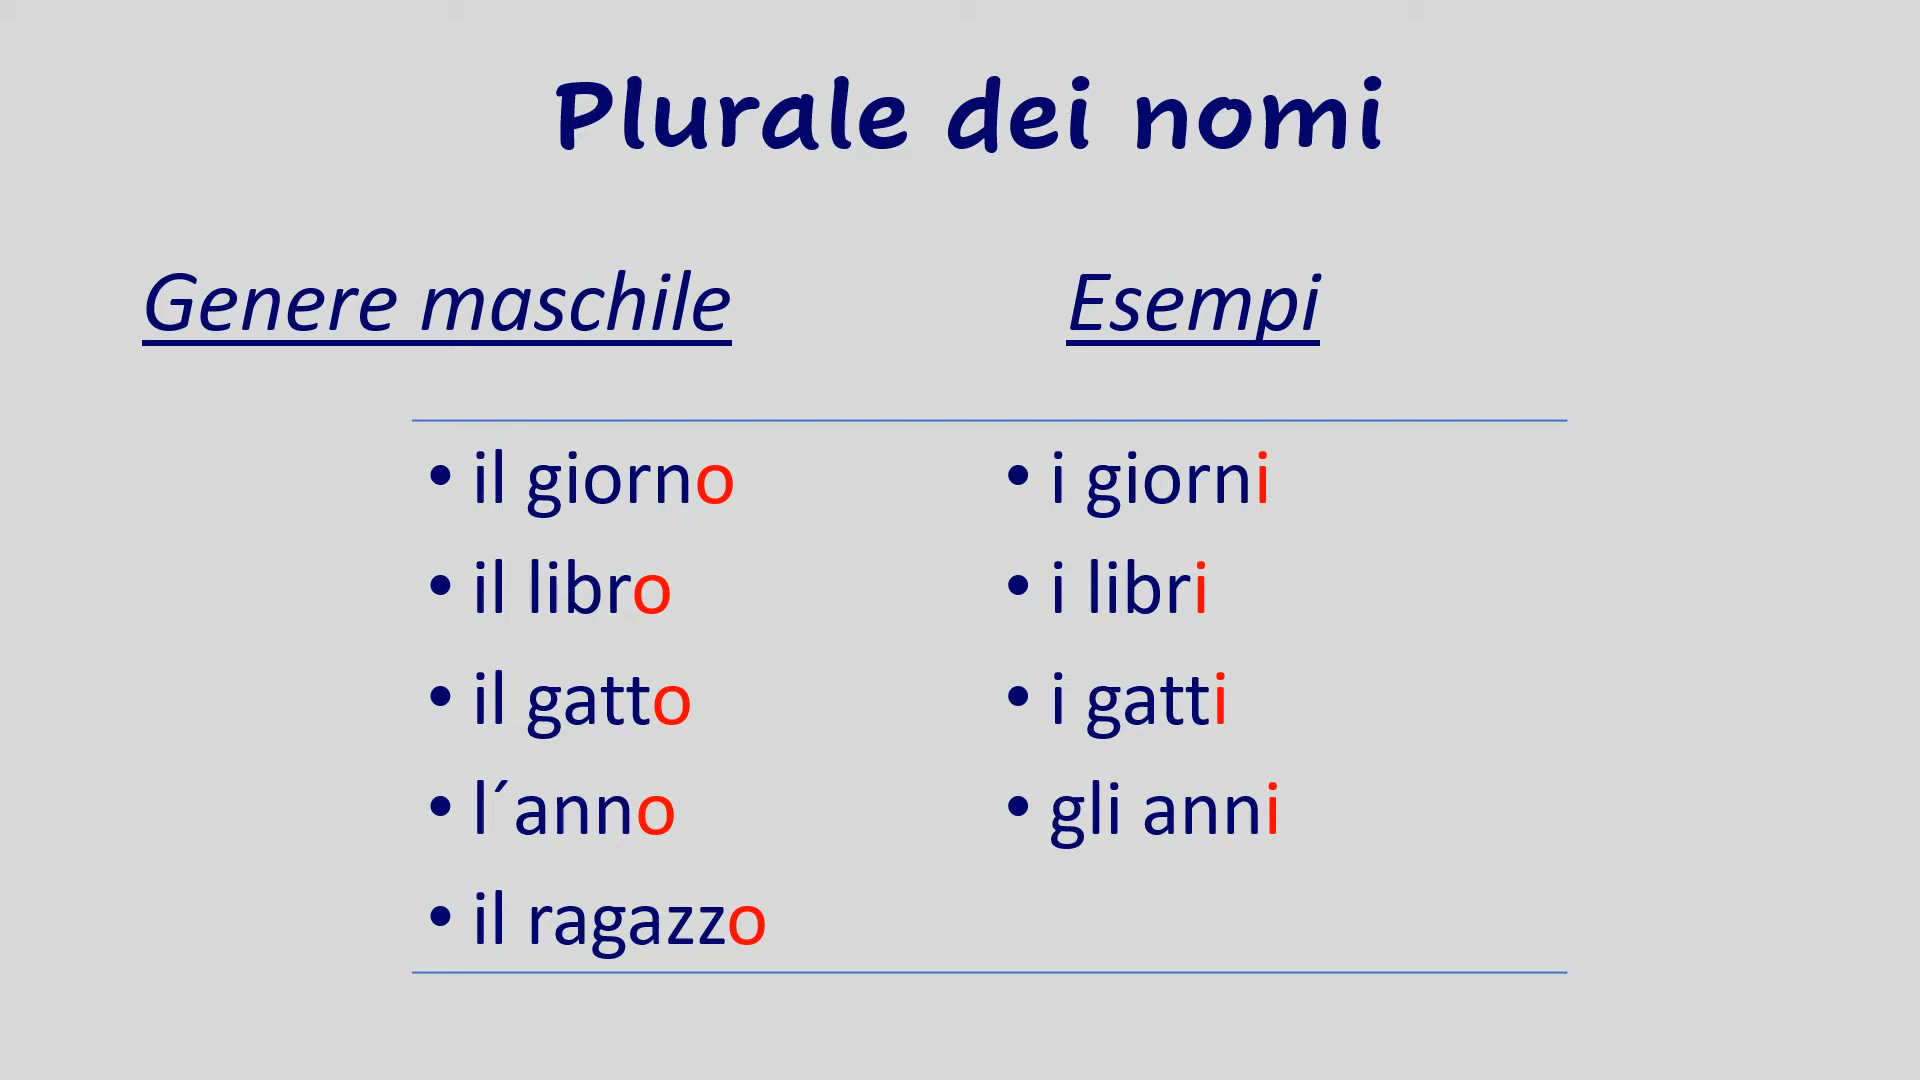 Plurale dei nomi
Genere maschile
Esempi
• il giorno
• i giorni
• il libro
• i libri
• il gatto
• i gatti
• l´anno
• gli anni
• il ragazzo